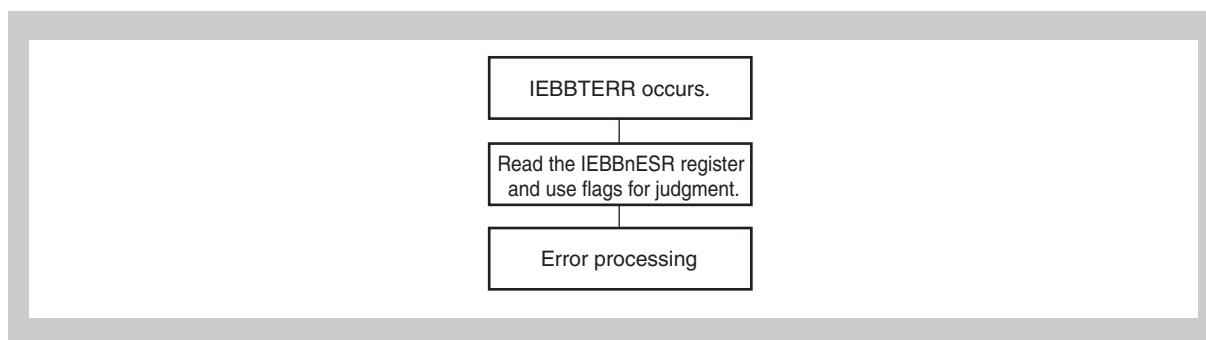 IEBBTERR occurs.
Read the IEBBnESR register
and use flags for judgment.
Error processing